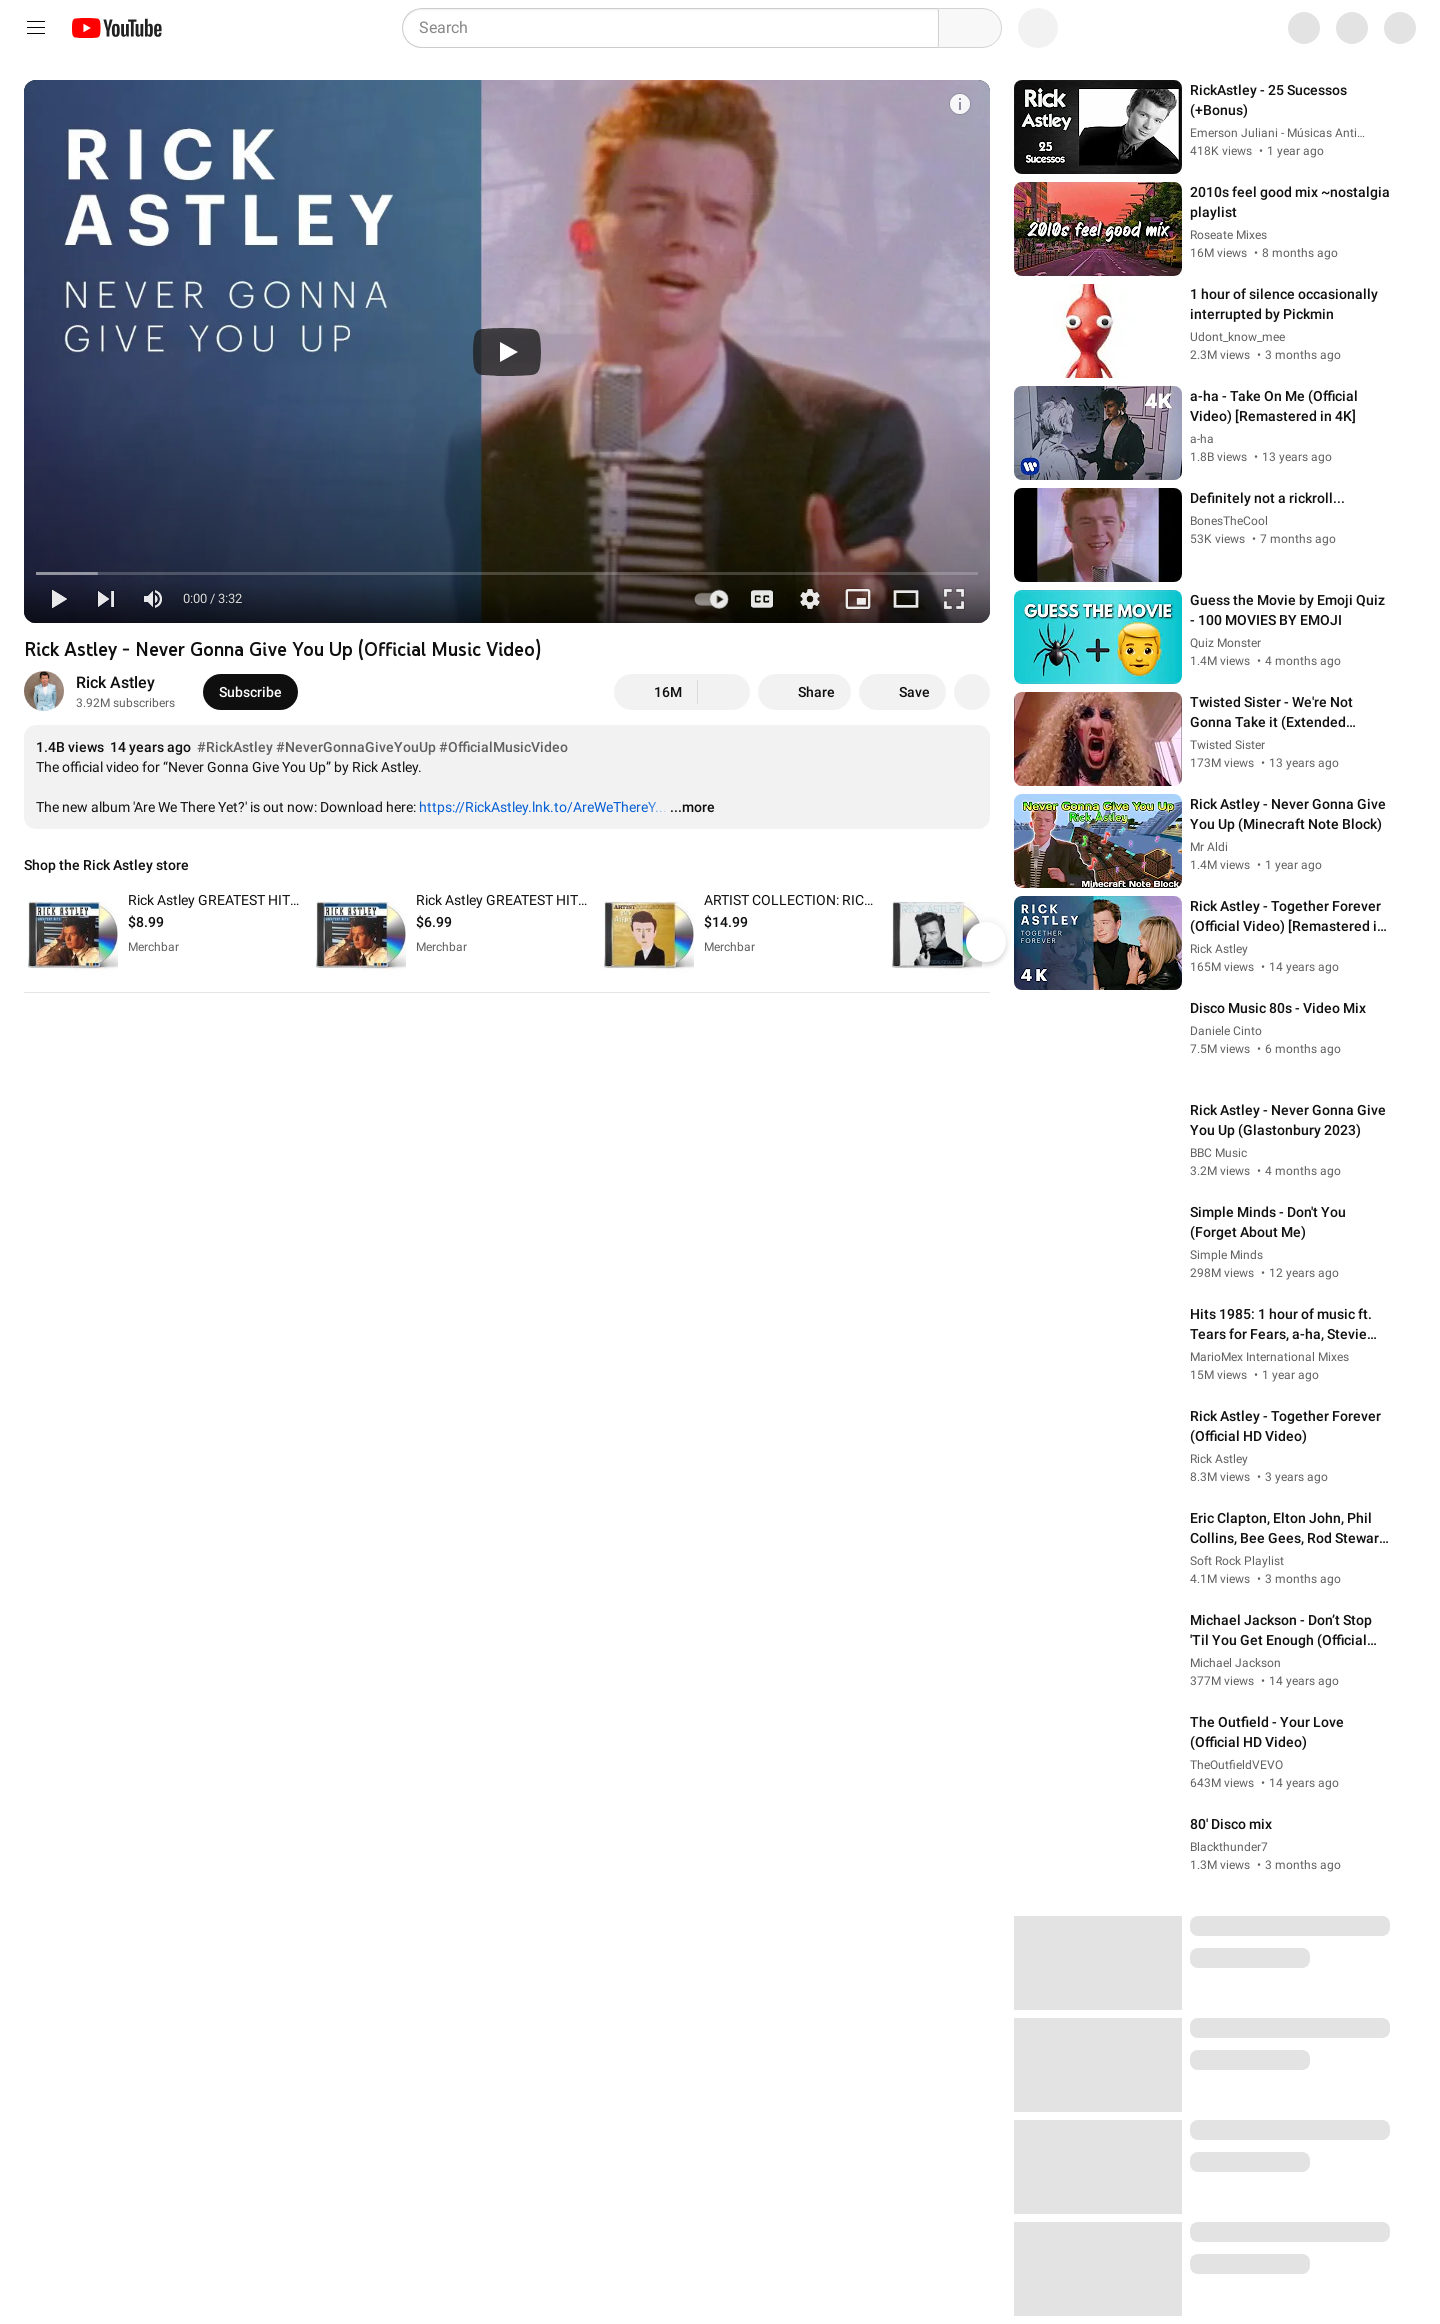 YouTube
Search
RICK
ASTLEY
NEVER GONNA
GIVE YOU UP
CC
0:00 / 3:32
Rick Astley - Never Gonna Give You Up (Official Music Video)
Rick Astley
3.92M subscribers
Subscribe
16M
Share
Save
1.4B views 14 years ago #RickAstley #NeverGonnaGiveYouUp #OfficialMusicVideo
The official video for “Never Gonna Give You Up” by Rick Astley.
The new album 'Are We There Yet?' is out now: Download here: https://RickAstley.lnk.to/AreWeThereY... ...more
Shop the Rick Astley store
RICK ASTLEY
Rick Astley GREATEST HIT...
$8.99
Merchbar
RICK ASTLEY
Rick Astley GREATEST HIT...
$6.99
Merchbar
ARTIST COLLECTION: RIC...
$14.99
Merchbar
RICK ASTLEY
Rick
Astley
25
Sucessos
RickAstley - 25 Sucessos
(+Bonus)
Emerson Juliani - Músicas Anti...
418K views • 1 year ago
2010s feel good mix
2010s feel good mix ~nostalgia
playlist
Roseate Mixes
16M views • 8 months ago
1 hour of silence occasionally
interrupted by Pickmin
Udont_know_mee
2.3M views • 3 months ago
4K
a-ha - Take On Me (Official
Video) [Remastered in 4K]
a-ha
1.8B views • 13 years ago
Definitely not a rickroll...
BonesTheCool
53K views • 7 months ago
GUESS THE MOVIE
Guess the Movie by Emoji Quiz
- 100 MOVIES BY EMOJI
Quiz Monster
1.4M views • 4 months ago
Twisted Sister - We're Not
Gonna Take it (Extended...
Twisted Sister
173M views • 13 years ago
Never Gonna Give You Up
Rick Astley
Minecraft Note Block
Rick Astley - Never Gonna Give
You Up (Minecraft Note Block)
Mr Aldi
1.4M views • 1 year ago
RICK
ASTLEY
TOGETHER
FOREVER
4K
Rick Astley - Together Forever
(Official Video) [Remastered i...
Rick Astley
165M views • 14 years ago
Disco Music 80s - Video Mix
Daniele Cinto
7.5M views • 6 months ago
Rick Astley - Never Gonna Give
You Up (Glastonbury 2023)
BBC Music
3.2M views • 4 months ago
Simple Minds - Don't You
(Forget About Me)
Simple Minds
298M views • 12 years ago
Hits 1985: 1 hour of music ft.
Tears for Fears, a-ha, Stevie...
MarioMex International Mixes
15M views • 1 year ago
Rick Astley - Together Forever
(Official HD Video)
Rick Astley
8.3M views • 3 years ago
Eric Clapton, Elton John, Phil
Collins, Bee Gees, Rod Stewar...
Soft Rock Playlist
4.1M views • 3 months ago
Michael Jackson - Don’t Stop
'Til You Get Enough (Official...
Michael Jackson
377M views • 14 years ago
The Outfield - Your Love
(Official HD Video)
TheOutfieldVEVO
643M views • 14 years ago
80' Disco mix
Blackthunder7
1.3M views • 3 months ago